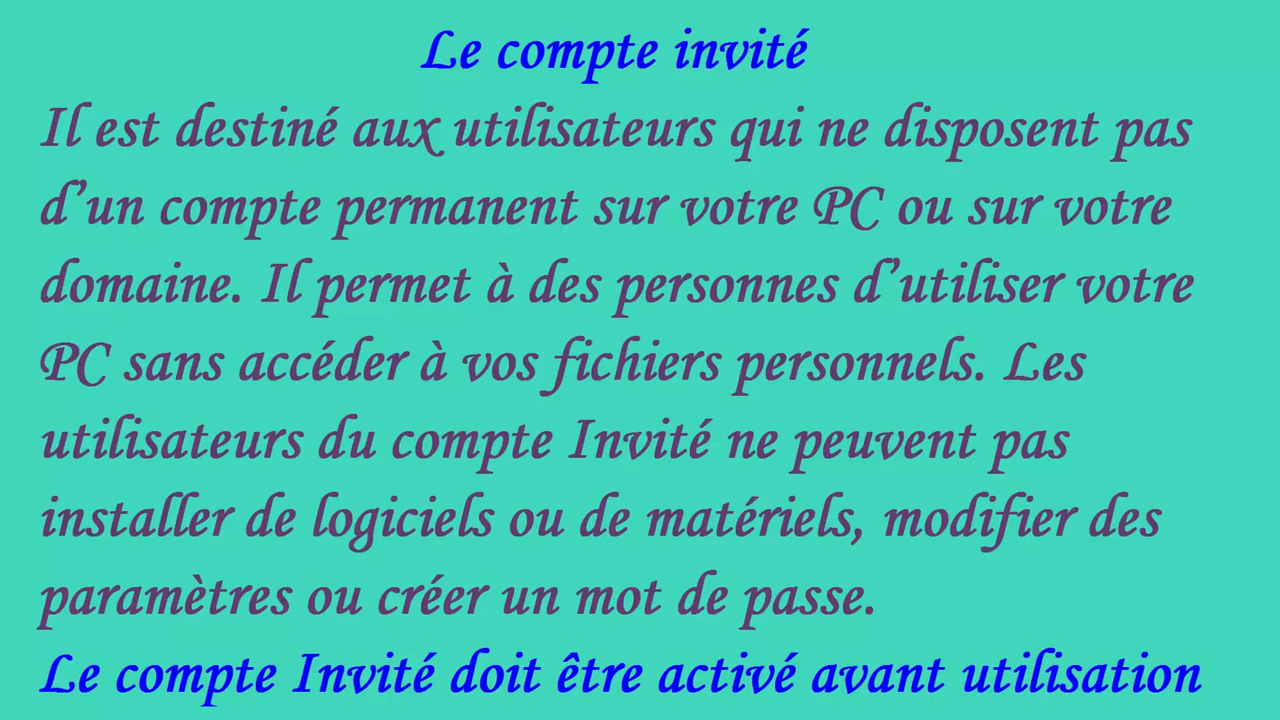 Le compte invité
Il est destiné aux utilisateurs qui ne disposent pas
d’un compte permanent sur votre PC ou sur votre
domaine. Il permet à des personnes d’utiliser votre
PC sans accéder à vos fichiers personnels. Les
utilisateurs du compte Invité ne peuvent pas
installer de logiciels ou de matériels, modifier des
paramètres ou créer un mot de passe.
Le compte Invité doit être activé avant utilisation